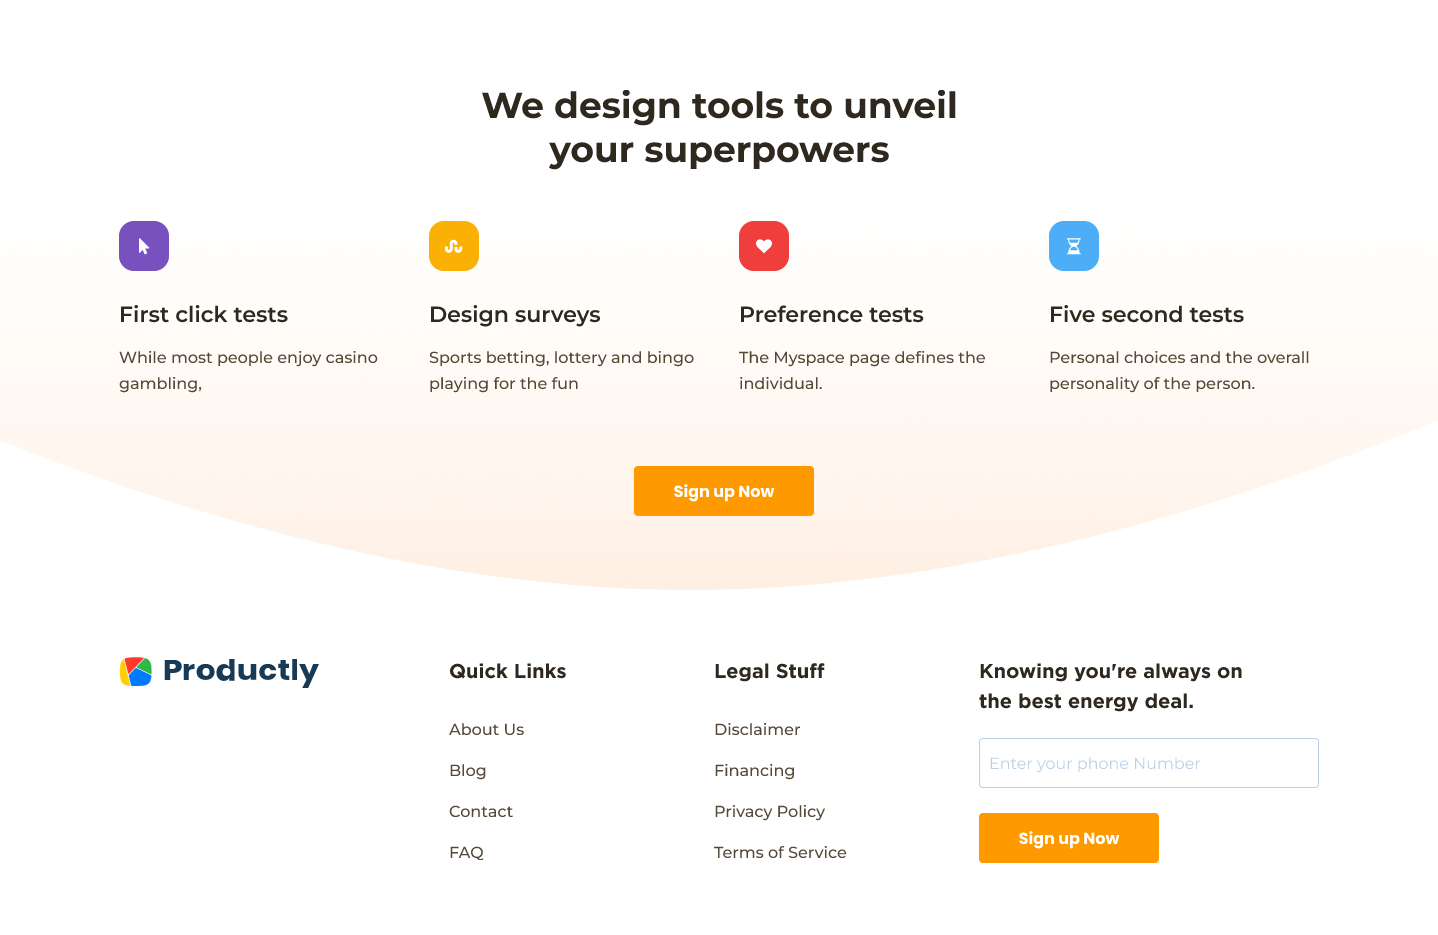 We design tools to unveil
your superpowers
First click tests
While most people enjoy casino
gambling,
Design surveys
Sports betting, lottery and bingo
playing for the fun
Preference tests
The Myspace page defines the
individual.
Five second tests
Personal choices and the overall
personality of the person.
Sign up Now
Productly
Quick Links
About Us
Blog
Contact
FAQ
Legal Stuff
Disclaimer
Financing
Privacy Policy
Terms of Service
Knowing you're always on
the best energy deal.
Enter your phone Number
Sign up Now